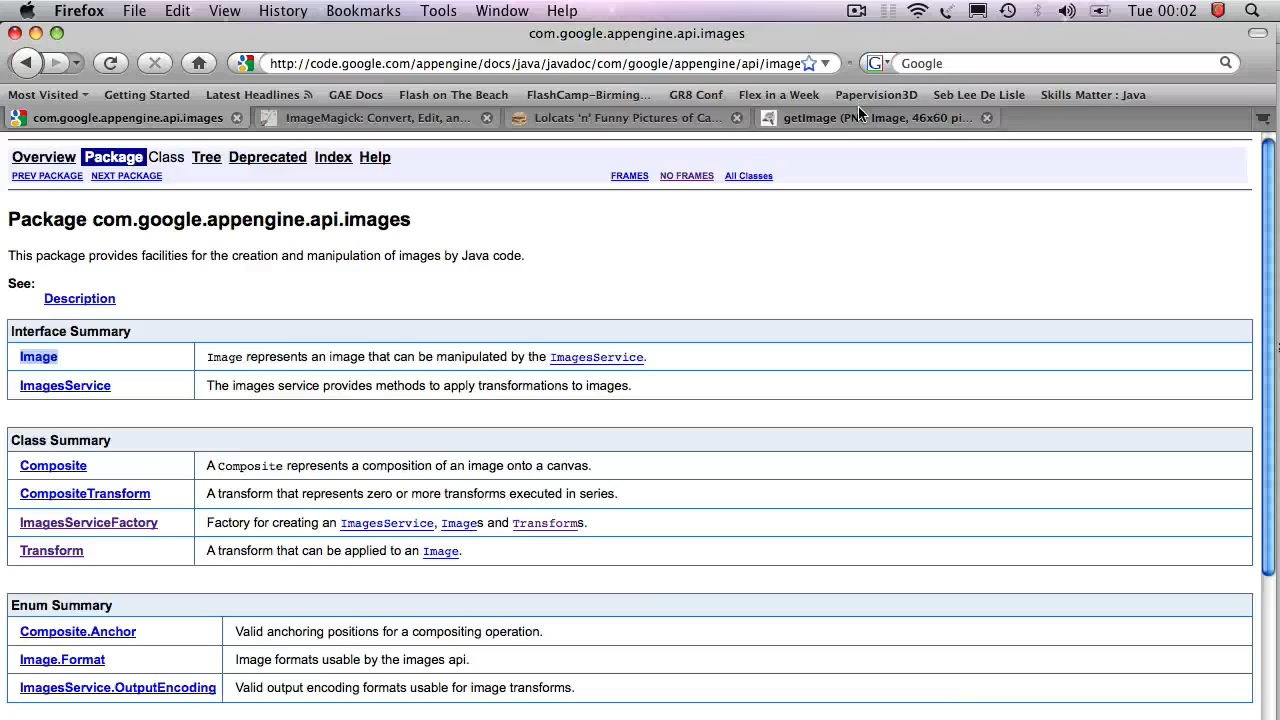 Firefox File Edit View History Bookmarks Tools Window Help Tue 00:02
com.google.appengine.api.images
http://code.google.com/appengine/docs/java/javadoc/com/google/appengine/api/image Google
Most Visited Getting Started Latest Headlines GAE Docs Flash on The Beach FlashCamp-Birming... GR8 Conf Flex in a Week Papervision3D Seb Lee De Lisle Skills Matter : Java
com.google.appengine.api.images ImageMagick: Convert, Edit, an... Lolcats 'n' Funny Pictures of Ca... getImage (PNG Image, 46x60 pi...
Overview Package Class Tree Deprecated Index Help
PREV PACKAGE NEXT PACKAGE FRAMES NO FRAMES All Classes
Package com.google.appengine.api.images
This package provides facilities for the creation and manipulation of images by Java code.
See:
Description
Interface Summary
Image Image represents an image that can be manipulated by the ImagesService.
ImagesService The images service provides methods to apply transformations to images.
Class Summary
Composite A Composite represents a composition of an image onto a canvas.
CompositeTransform A transform that represents zero or more transforms executed in series.
ImagesServiceFactory Factory for creating an ImagesService, Images and Transforms.
Transform A transform that can be applied to an Image.
Enum Summary
Composite.Anchor Valid anchoring positions for a compositing operation.
Image.Format Image formats usable by the images api.
ImagesService.OutputEncoding Valid output encoding formats usable for image transforms.